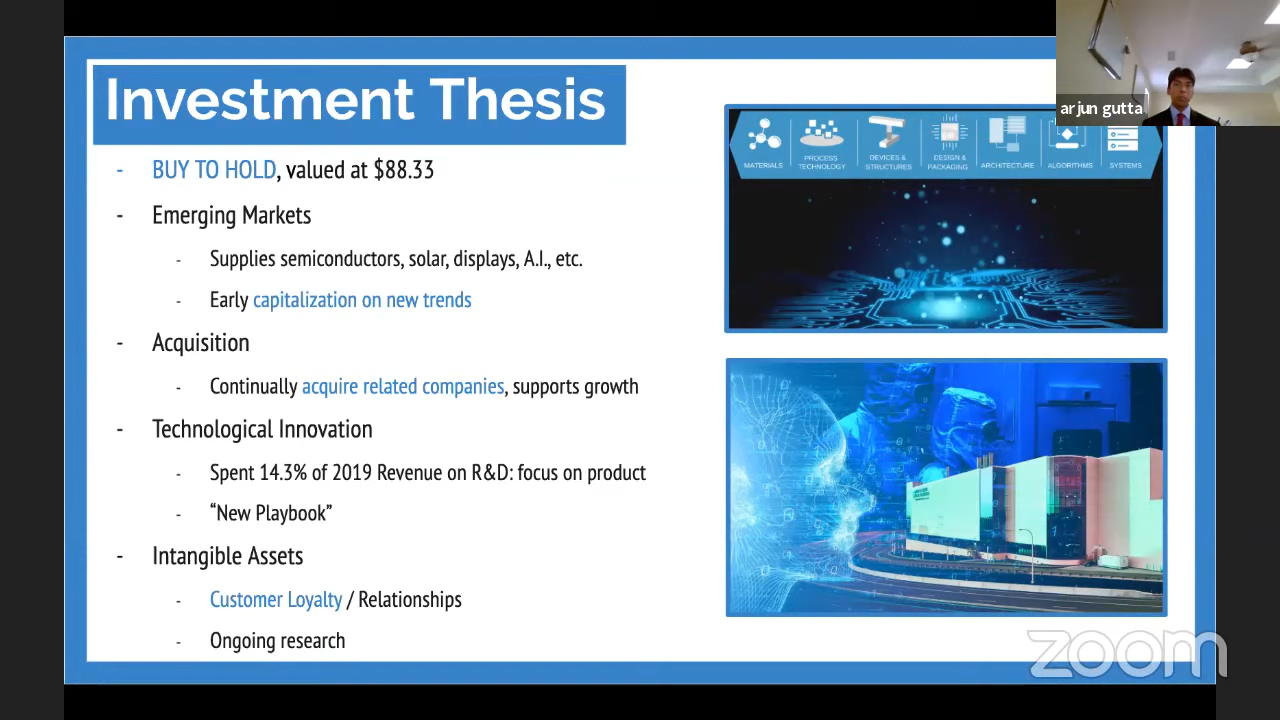 Investment Thesis
- BUY TO HOLD, valued at $88.33
- Emerging Markets
- Supplies semiconductors, solar, displays, A.I., etc.
- Early capitalization on new trends
- Acquisition
- Continually acquire related companies, supports growth
- Technological Innovation
- Spent 14.3% of 2019 Revenue on R&D: focus on product
- “New Playbook”
- Intangible Assets
- Customer Loyalty / Relationships
- Ongoing research
arjun gutta
MATERIALS
PROCESS
TECHNOLOGY
DEVICES &
STRUCTURES
DESIGN &
PACKAGING
ARCHITECTURE
ALGORITHMS
SYSTEMS
zoom